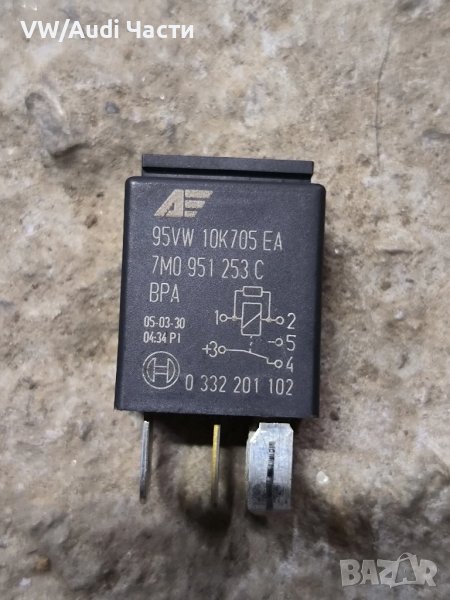 VW/Audi Части
AE
95VW 10K705 EA
7M0 951 253 C
BPA
05-03-30
04:34 P1
1
2
5
+3
4
0 332 201 102
BAZAR